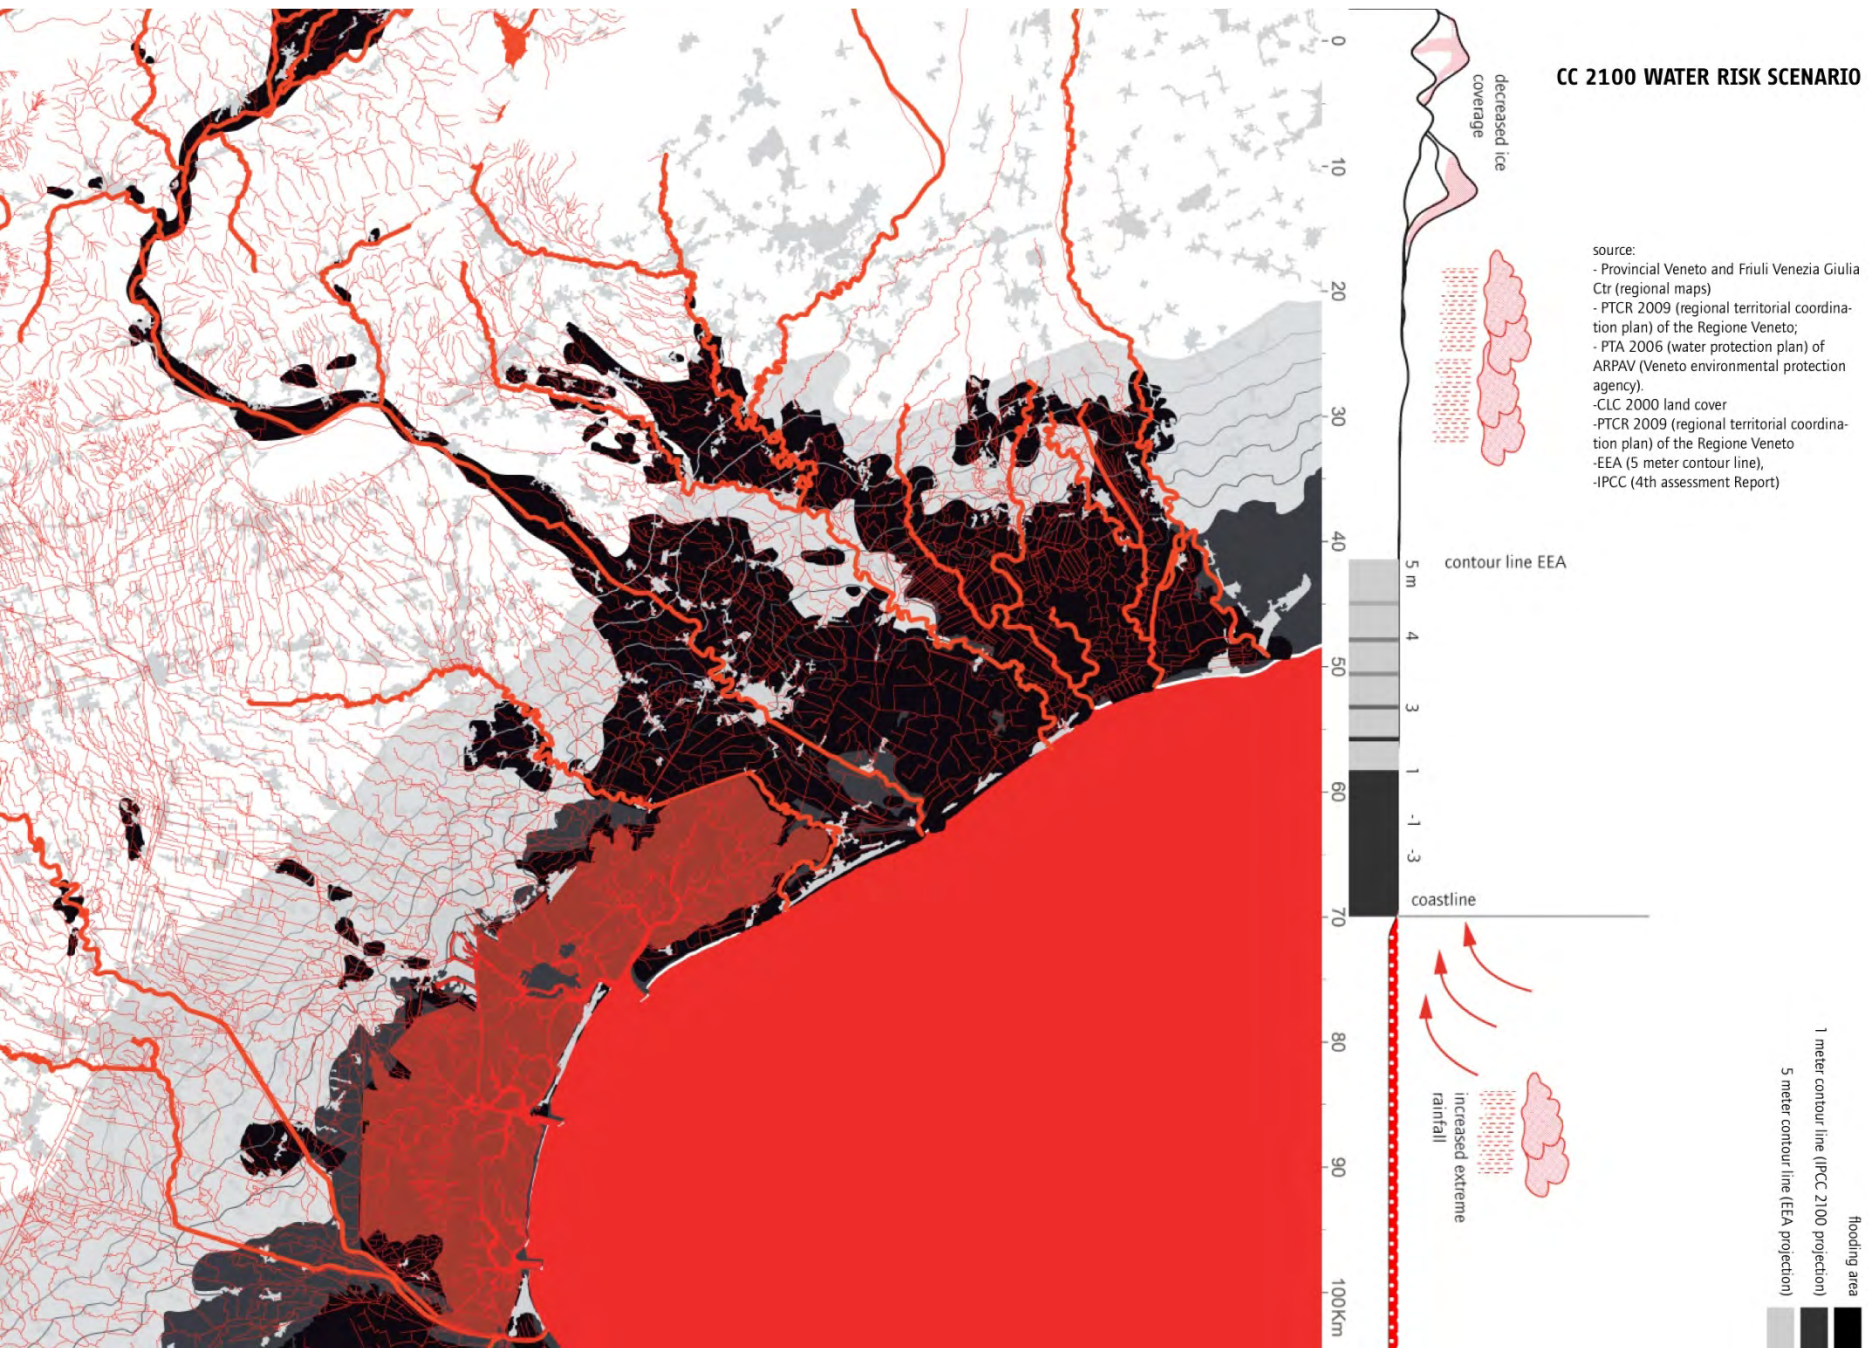 CC 2100 WATER RISK SCENARIO
decreased ice
coverage
source:
- Provincial Veneto and Friuli Venezia Giulia
Ctr (regional maps)
- PTCR 2009 (regional territorial coordina-
tion plan) of the Regione Veneto;
- PTA 2006 (water protection plan) of
ARPAV (Veneto environmental protection
agency).
-CLC 2000 land cover
-PTCR 2009 (regional territorial coordina-
tion plan) of the Regione Veneto
-EEA (5 meter contour line),
-IPCC (4th assessment Report)
0
10
20
30
40
50
60
70
80
90
100Km
contour line EEA
5 m
4
3
1
-1
-3
coastline
increased extreme
rainfall
flooding area
1 meter contour line (IPCC 2100 projection)
5 meter contour line (EEA projection)